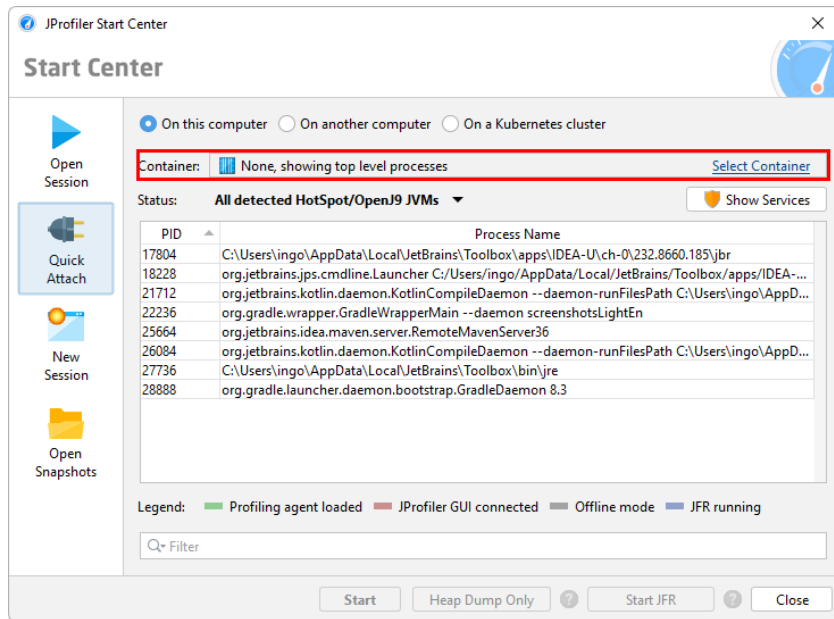 JProfiler Start Center
Start Center
On this computer On another computer On a Kubernetes cluster
Open
Session
Container: None, showing top level processes Select Container
Status: All detected HotSpot/OpenJ9 JVMs Show Services
Quick
Attach
PID Process Name
17804 C:\Users\ingo\AppData\Local\JetBrains\Toolbox\apps\IDEA-U\ch-0\232.8660.185\jbr
18228 org.jetbrains.jps.cmdline.Launcher C:/Users/ingo/AppData/Local/JetBrains/Toolbox/apps/IDEA-...
21712 org.jetbrains.kotlin.daemon.KotlinCompileDaemon --daemon-runFilesPath C:\Users\ingo\AppD...
22236 org.gradle.wrapper.GradleWrapperMain --daemon screenshotsLightEn
25664 org.jetbrains.idea.maven.server.RemoteMavenServer36
26084 org.jetbrains.kotlin.daemon.KotlinCompileDaemon --daemon-runFilesPath C:\Users\ingo\AppD...
27736 C:\Users\ingo\AppData\Local\JetBrains\Toolbox\bin\jre
28888 org.gradle.launcher.daemon.bootstrap.GradleDaemon 8.3
New
Session
Open
Snapshots
Legend: Profiling agent loaded JProfiler GUI connected Offline mode JFR running
Filter
Start Heap Dump Only ? Start JFR ? Close